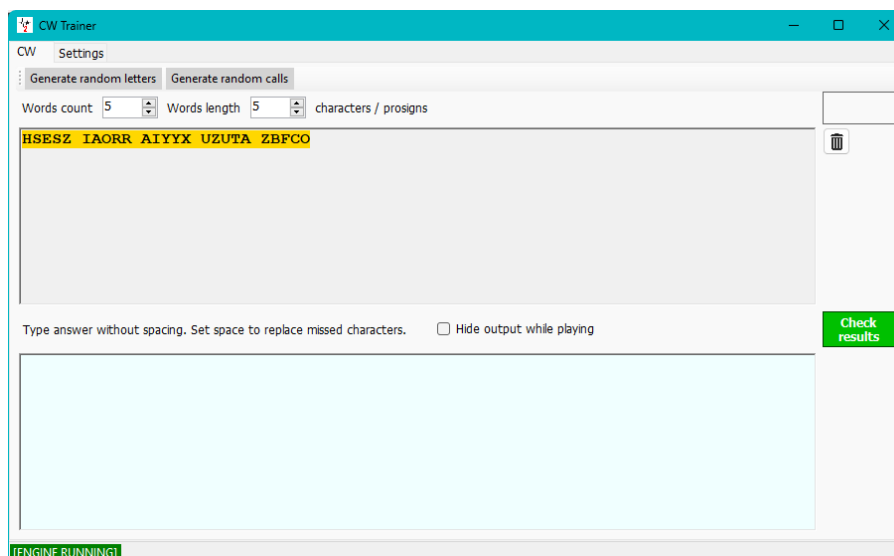 CW Trainer
CW Settings
Generate random letters Generate random calls
Words count 5 Words length 5 characters / prosigns
HSESZ IAORR AIYYX UZUTA ZBFCO
Type answer without spacing. Set space to replace missed characters. Hide output while playing
Check
results
[ENGINE RUNNING]